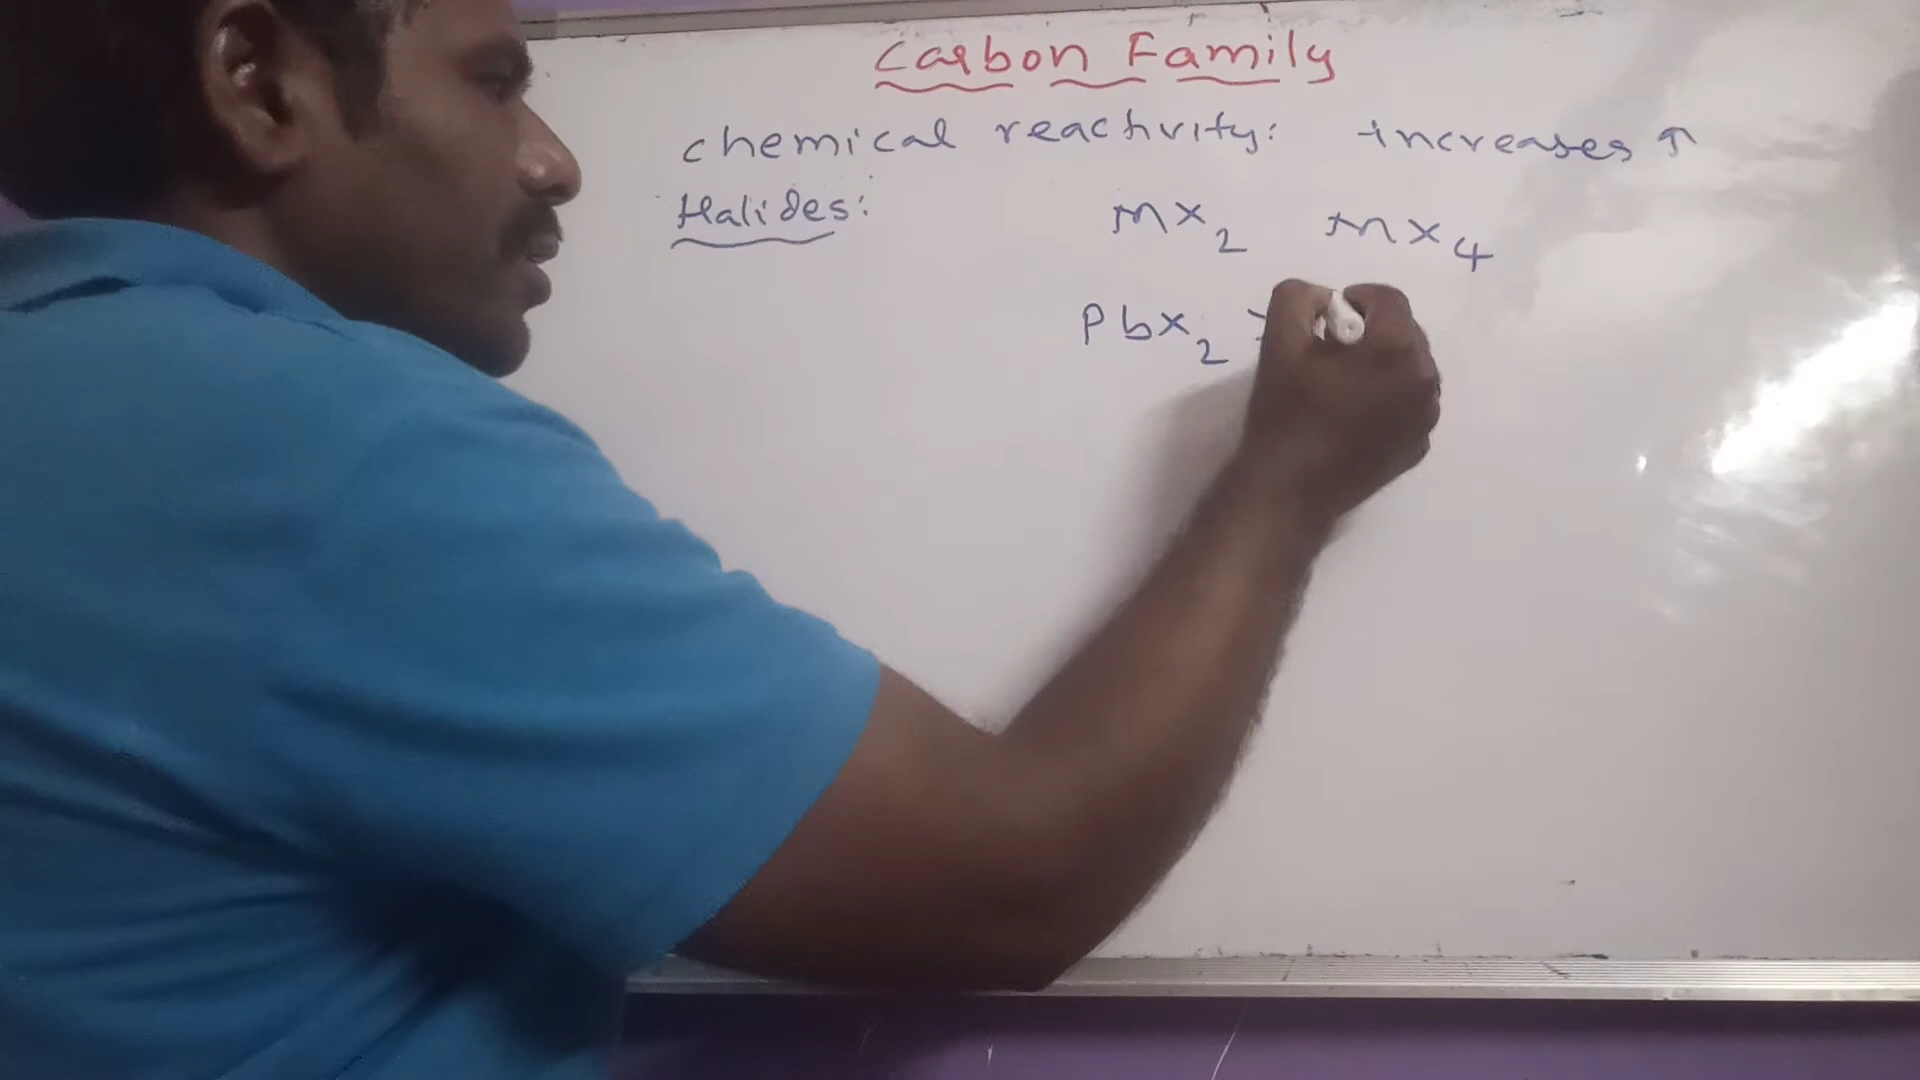 Carbon Family
chemical reactivity: increases ↑
Halides: mx₂ mx₄
Pbx₂ >